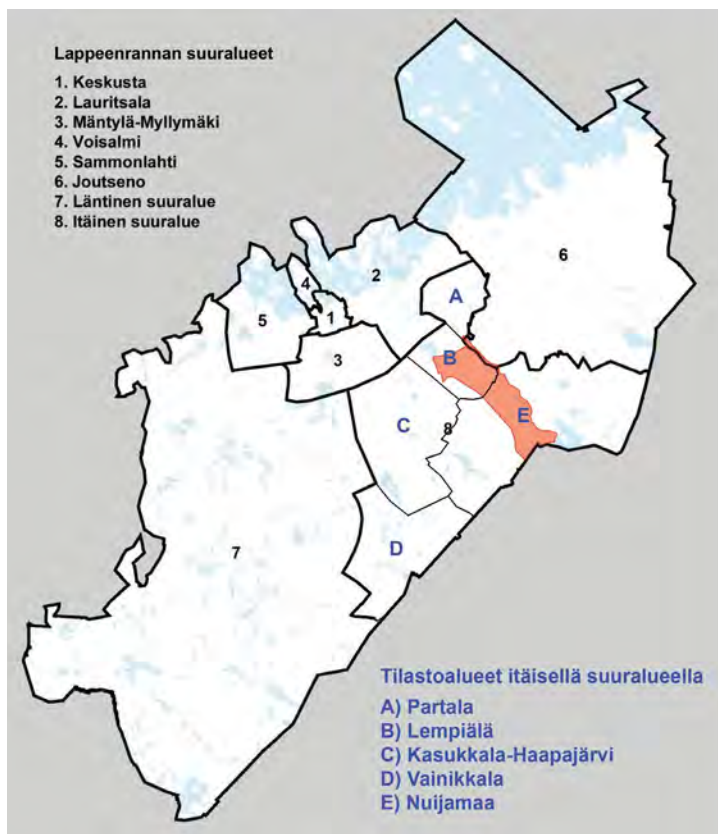 Lappeenrannan suuralueet
1. Keskusta
2. Lauritsala
3. Mäntylä-Myllymäki
4. Voisalmi
5. Sammonlahti
6. Joutseno
7. Läntinen suuralue
8. Itäinen suuralue
6
2
4
A
5
1
3
B
E
C
8
D
7
Tilastoalueet itäisellä suuralueella
A) Partala
B) Lempiälä
C) Kasukkala-Haapajärvi
D) Vainikkala
E) Nuijamaa